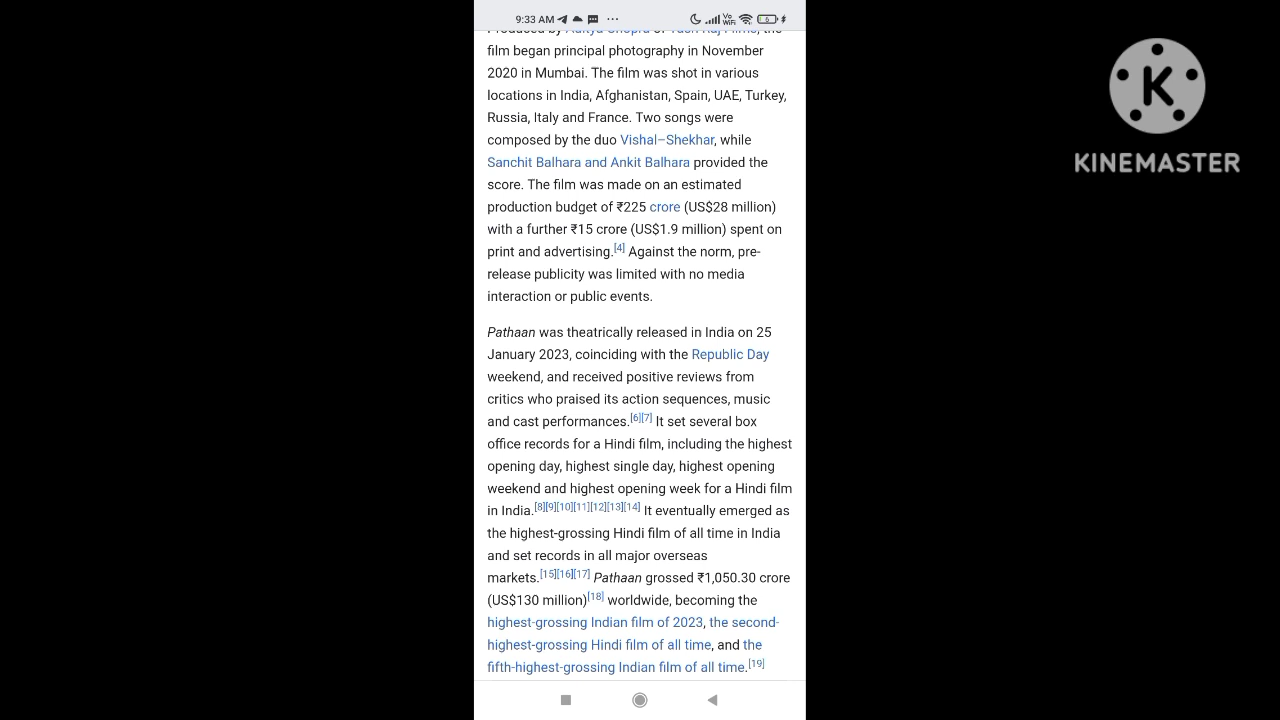 9:33 AM
Vo
WiFi
6
Produced by Aditya Chopra of Yash Raj Films, the
film began principal photography in November
2020 in Mumbai. The film was shot in various
locations in India, Afghanistan, Spain, UAE, Turkey,
Russia, Italy and France. Two songs were
composed by the duo Vishal–Shekhar, while
Sanchit Balhara and Ankit Balhara provided the
score. The film was made on an estimated
production budget of ₹225 crore (US$28 million)
with a further ₹15 crore (US$1.9 million) spent on
print and advertising.[4] Against the norm, pre-
release publicity was limited with no media
interaction or public events.
Pathaan was theatrically released in India on 25
January 2023, coinciding with the Republic Day
weekend, and received positive reviews from
critics who praised its action sequences, music
and cast performances.[6][7] It set several box
office records for a Hindi film, including the highest
opening day, highest single day, highest opening
weekend and highest opening week for a Hindi film
in India.[8][9][10][11][12][13][14] It eventually emerged as
the highest-grossing Hindi film of all time in India
and set records in all major overseas
markets.[15][16][17] Pathaan grossed ₹1,050.30 crore
(US$130 million)[18] worldwide, becoming the
highest-grossing Indian film of 2023, the second-
highest-grossing Hindi film of all time, and the
fifth-highest-grossing Indian film of all time.[19]
K
KINEMASTER